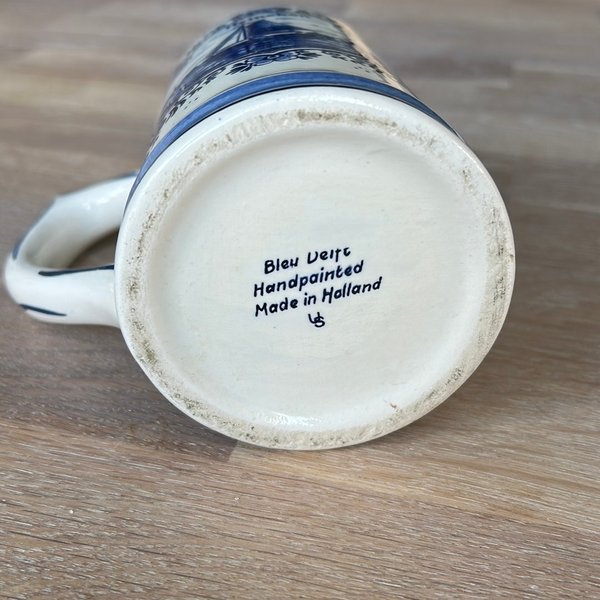 Bleu Delft
Handpainted
Made in Holland